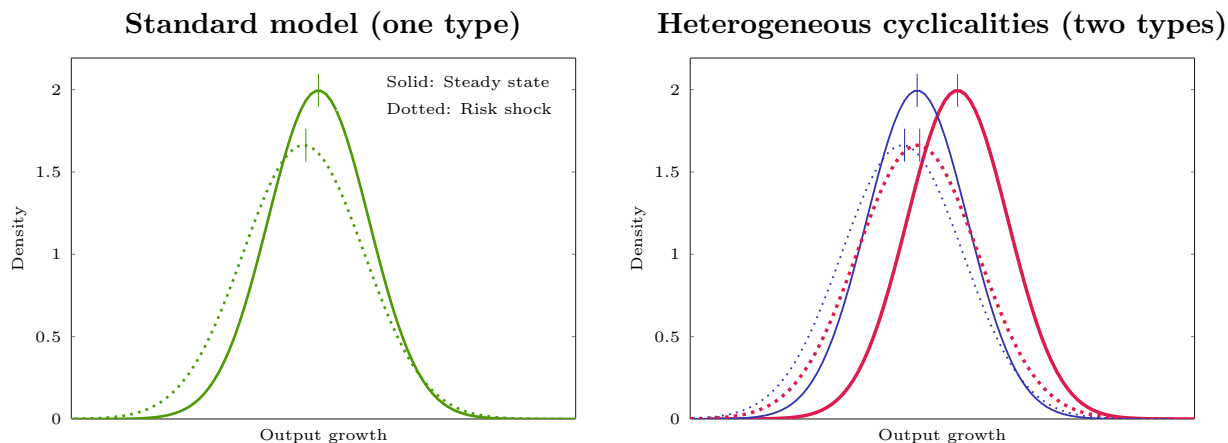 Standard model (one type)
Solid: Steady state
Dotted: Risk shock
2
1.5
1
0.5
0
Density
Output growth
Heterogeneous cyclicalities (two types)
2
1.5
1
0.5
0
Density
Output growth